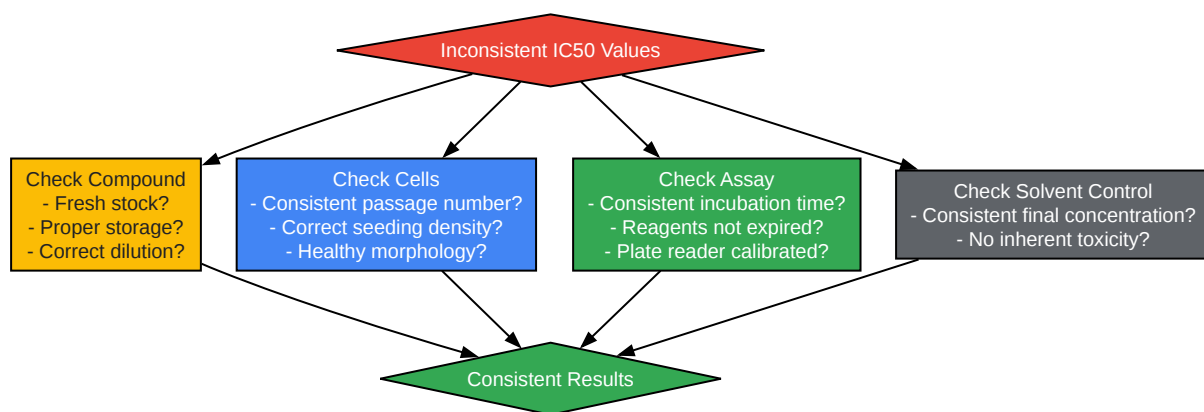 Inconsistent IC50 Values
Check Compound
- Fresh stock?
- Proper storage?
- Correct dilution?
Check Cells
- Consistent passage number?
- Correct seeding density?
- Healthy morphology?
Check Assay
- Consistent incubation time?
- Reagents not expired?
- Plate reader calibrated?
Check Solvent Control
- Consistent final concentration?
- No inherent toxicity?
Consistent Results